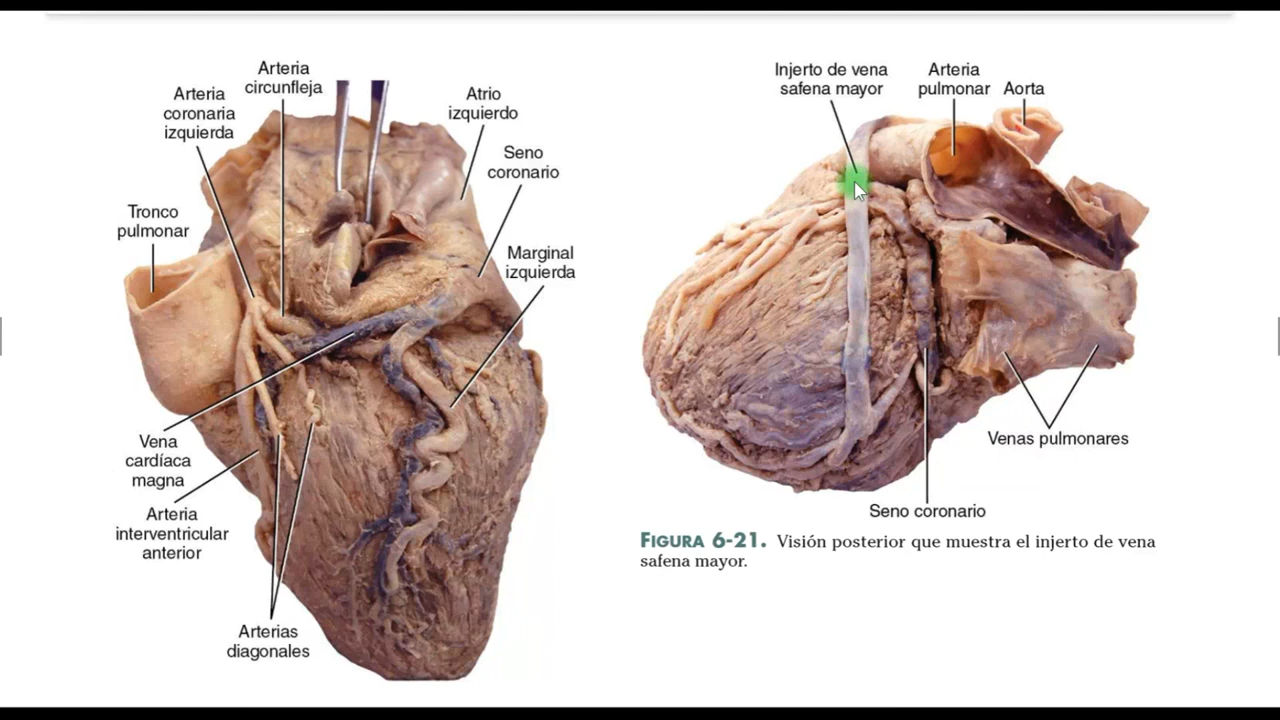 Arteria
circunfleja
Arteria
coronaria
izquierda
Atrio
izquierdo
Seno
coronario
Tronco
pulmonar
Marginal
izquierda
Vena
cardíaca
magna
Arteria
interventricular
anterior
Arterias
diagonales
Injerto de vena
safena mayor
Arteria
pulmonar
Aorta
Venas pulmonares
Seno coronario
FIGURA 6-21. Visión posterior que muestra el injerto de vena
safena mayor.